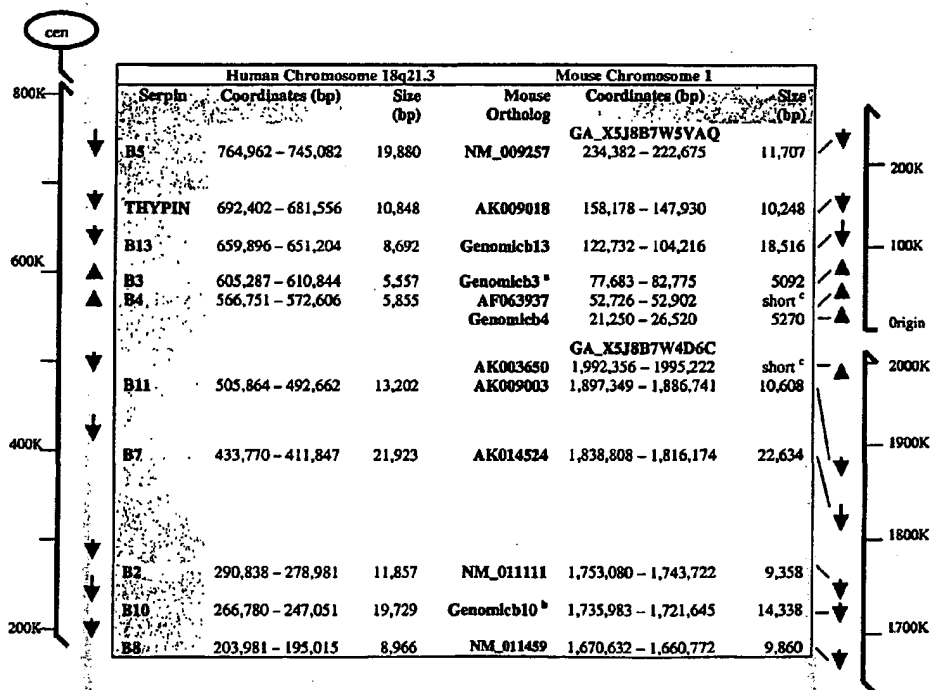 cen
Human Chromosome 18q21.3 Mouse Chromosome 1
Serpin Coordinates (bp) Size (bp) Mouse Ortholog Coordinates (bp) Size (bp)
GA_X5J8B7W5VAQ
B5 764,962 – 745,082 19,880 NM_009257 234,382 – 222,675 11,707
THYPIN 692,402 – 681,556 10,848 AK009018 158,178 – 147,930 10,248
B13 659,896 – 651,204 8,692 Genomicb13 122,732 – 104,216 18,516
B3 605,287 – 610,844 5,557 Genomicb3 a 77,683 – 82,775 5092
B4 566,751 – 572,606 5,855 AF063937 52,726 – 52,902 short c
Genomicb4 21,250 – 26,520 5270
GA_X5J8B7W4D6C
AK003650 1,992,356 – 1995,222 short c
B11 505,864 – 492,662 13,202 AK009003 1,897,349 – 1,886,741 10,608
B7 433,770 – 411,847 21,923 AK014524 1,838,808 – 1,816,174 22,634
B2 290,838 – 278,981 11,857 NM_011111 1,753,080 – 1,743,722 9,358
B10 266,780 – 247,051 19,729 Genomicb10 b 1,735,983 – 1,721,645 14,338
B8 203,981 – 195,015 8,966 NM_011459 1,670,632 – 1,660,772 9,860
800K
600K
400K
200K
200K
100K
Origin
2000K
1900K
1800K
1700K